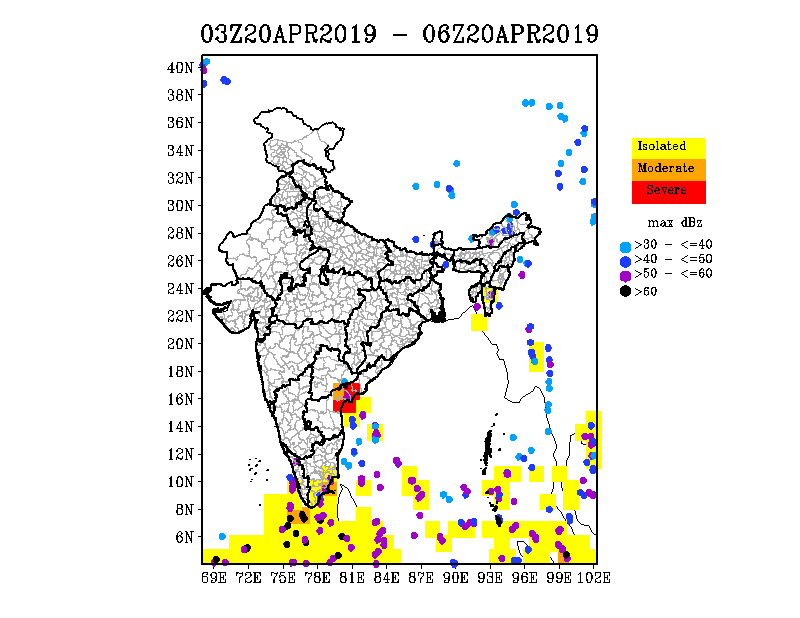 03Z20APR2019 - 06Z20APR2019
40N
38N
36N
34N
32N
30N
28N
26N
24N
22N
20N
18N
16N
14N
12N
10N
8N
6N
69E 72E 75E 78E 81E 84E 87E 90E 93E 96E 99E 102E
Isolated
Moderate
Severe
max dBz
>30 - <=40
>40 - <=50
>50 - <=60
>60